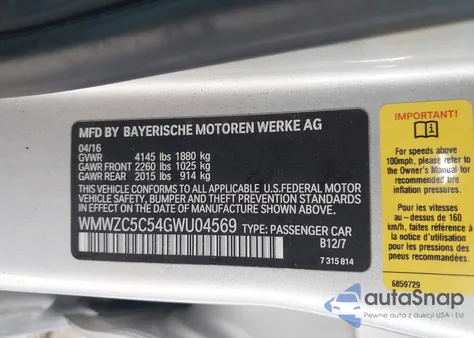 MFD BY BAYERISCHE MOTOREN WERKE AG
04/16
GVWR 4145 lbs 1880 kg
GAWR FRONT 2260 lbs 1025 kg
GAWR REAR 2015 lbs 914 kg
THIS VEHICLE CONFORMS TO ALL APPLICABLE U.S.FEDERAL MOTOR
VEHICLE SAFETY, BUMPER AND THEFT PREVENTION STANDARDS
IN EFFECT ON THE DATE OF MANUFACTURE SHOWN ABOVE.
WMWZC5C54GWU04569 TYPE: PASSENGER CAR
B12/7
7 315 814
IMPORTANT!
For speeds above
100mph, please refer to
the Owner's Manual for
recommended tire
inflation pressures.
Pour les vitesses
au - dessus de 160
km/h, faites référence
à la notice d'utilisation
pour les pressions des
pneus recommandées.
6859729
autoSnap
Pewne auta z aukcji USA i EU